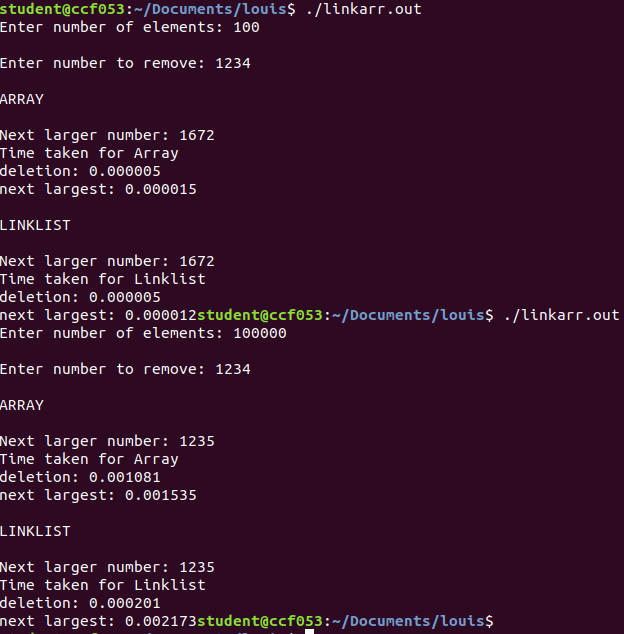 student@ccf053:~/Documents/louis$ ./linkarr.out
Enter number of elements: 100
Enter number to remove: 1234
ARRAY
Next larger number: 1672
Time taken for Array
deletion: 0.000005
next largest: 0.000015
LINKLIST
Next larger number: 1672
Time taken for Linklist
deletion: 0.000005
next largest: 0.000012student@ccf053:~/Documents/louis$ ./linkarr.out
Enter number of elements: 100000
Enter number to remove: 1234
ARRAY
Next larger number: 1235
Time taken for Array
deletion: 0.001081
next largest: 0.001535
LINKLIST
Next larger number: 1235
Time taken for Linklist
deletion: 0.000201
next largest: 0.002173student@ccf053:~/Documents/louis$